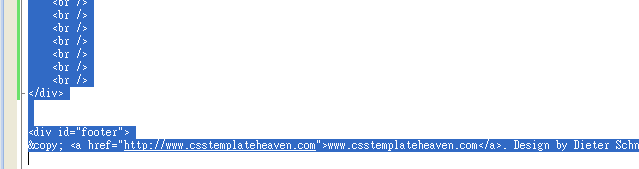 <br />
<br />
<br />
<br />
<br />
<br />
<br />
</div>
<div id="footer">
&copy; <a href="http://www.csstemplateheaven.com">www.csstemplateheaven.com</a>. Design by Dieter